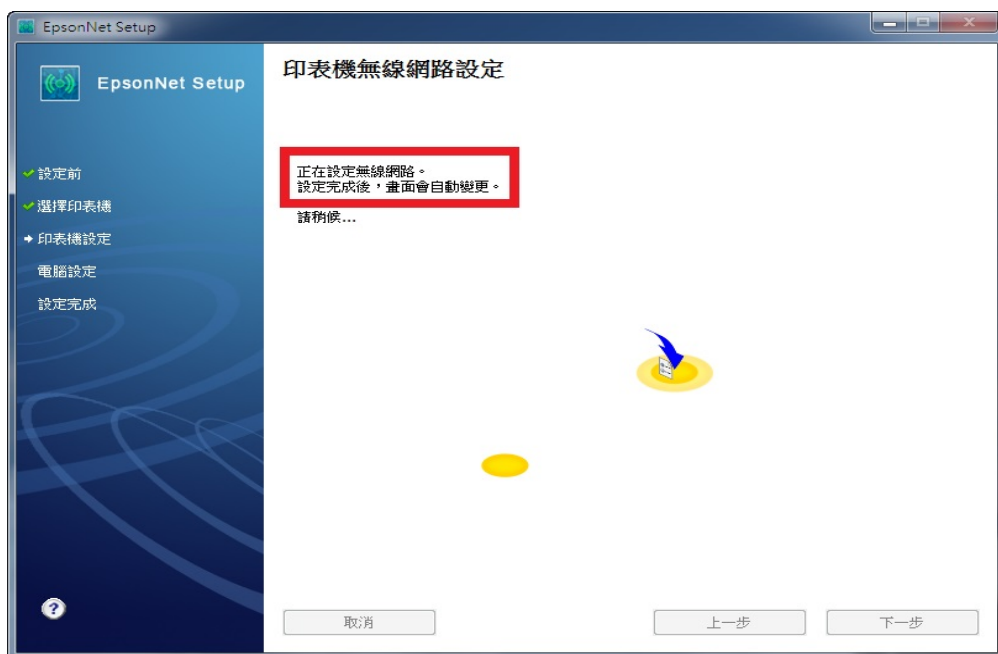 EpsonNet Setup
EpsonNet Setup
設定前
選擇印表機
印表機設定
電腦設定
設定完成
印表機無線網路設定
正在設定無線網路。
設定完成後，畫面會自動變更。
請稍候...
取消
上一步
下一步